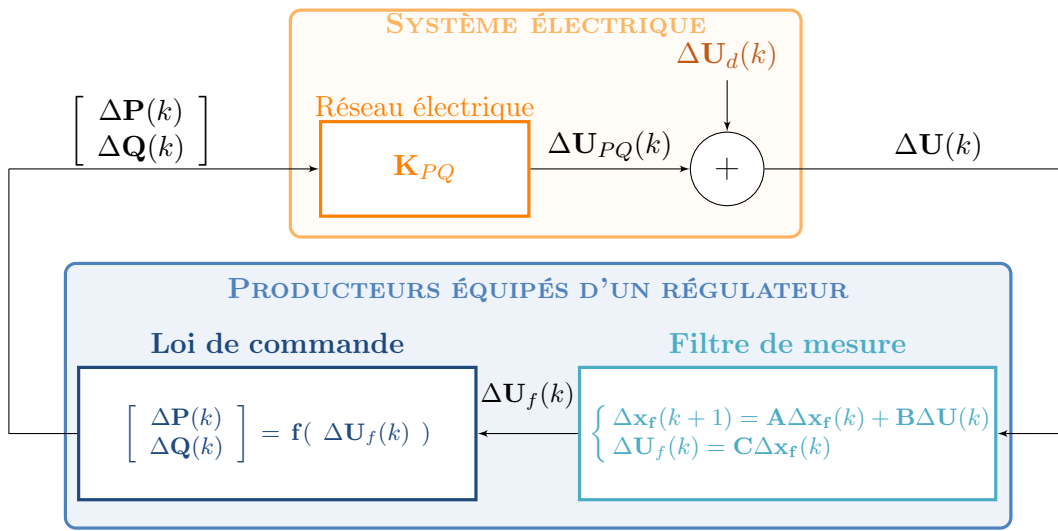 SYSTÈME ÉLECTRIQUE
ΔU_d(k)
[ ΔP(k)
ΔQ(k) ]
Réseau électrique
K_PQ
ΔU_PQ(k)
+
ΔU(k)
PRODUCTEURS ÉQUIPÉS D'UN RÉGULATEUR
Loi de commande
[ ΔP(k)
ΔQ(k) ] = f( ΔU_f(k) )
ΔU_f(k)
Filtre de mesure
{ Δx_f(k + 1) = AΔx_f(k) + BΔU(k)
ΔU_f(k) = CΔx_f(k)